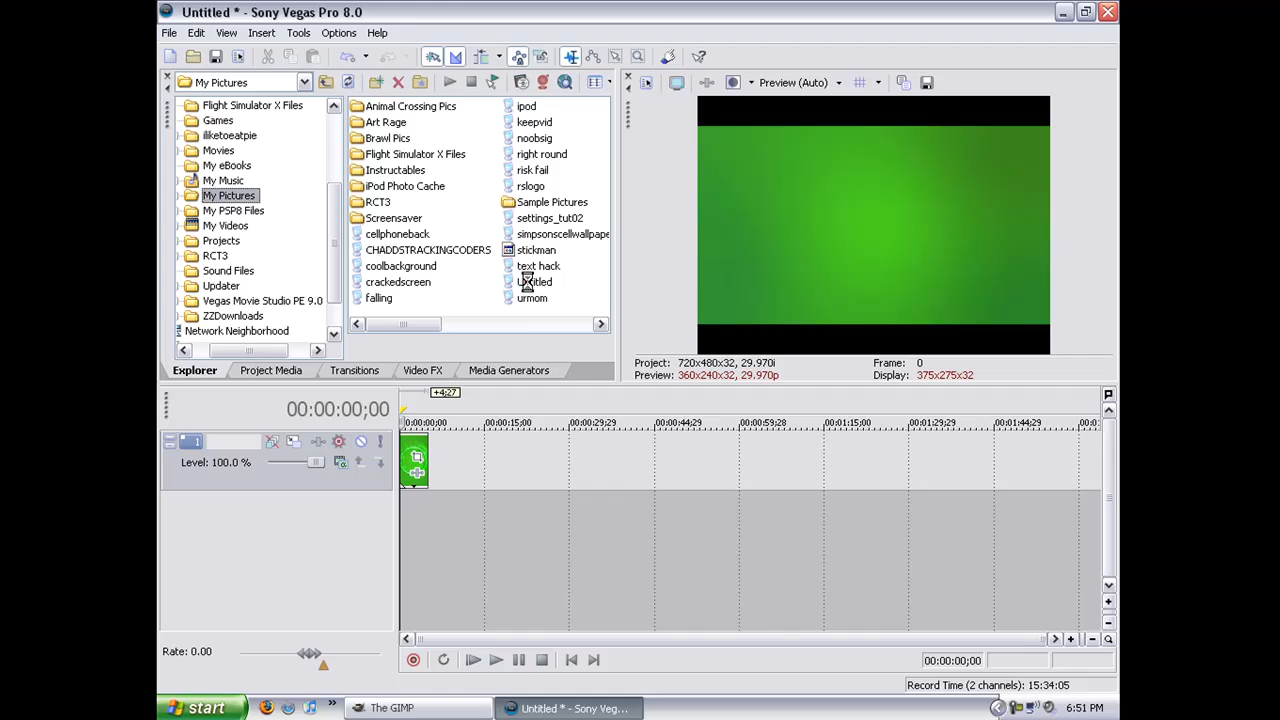 Untitled * - Sony Vegas Pro 8.0
File Edit View Insert Tools Options Help
My Pictures
Preview (Auto)
Flight Simulator X Files
Games
iliketoeatpie
Movies
My eBooks
My Music
My Pictures
My PSP8 Files
My Videos
Projects
RCT3
Sound Files
Updater
Vegas Movie Studio PE 9.0
ZZDownloads
Network Neighborhood
Animal Crossing Pics
Art Rage
Brawl Pics
Flight Simulator X Files
Instructables
iPod Photo Cache
RCT3
Screensaver
cellphoneback
CHADDSTRACKINGCODERS
coolbackground
crackedscreen
falling
ipod
keepvid
noobsig
right round
risk fail
rslogo
Sample Pictures
settings_tut02
simpsonscellwallpape
stickman
text hack
Untitled
urmom
Project: 720x480x32, 29.970i
Frame: 0
Preview: 360x240x32, 29.970p
Display: 375x275x32
Explorer Project Media Transitions Video FX Media Generators
+4;27
00:00:00;00
00:00:00;00 00:00:15;00 00:00:29;29 00:00:44;29 00:00:59;28 00:01:15;00 00:01:29;29 00:01:44;29 00:0
1
Level: 100.0 %
Rate: 0.00
00:00:00;00
Record Time (2 channels): 15:34:05
start
The GIMP
Untitled * - Sony Veg...
6:51 PM